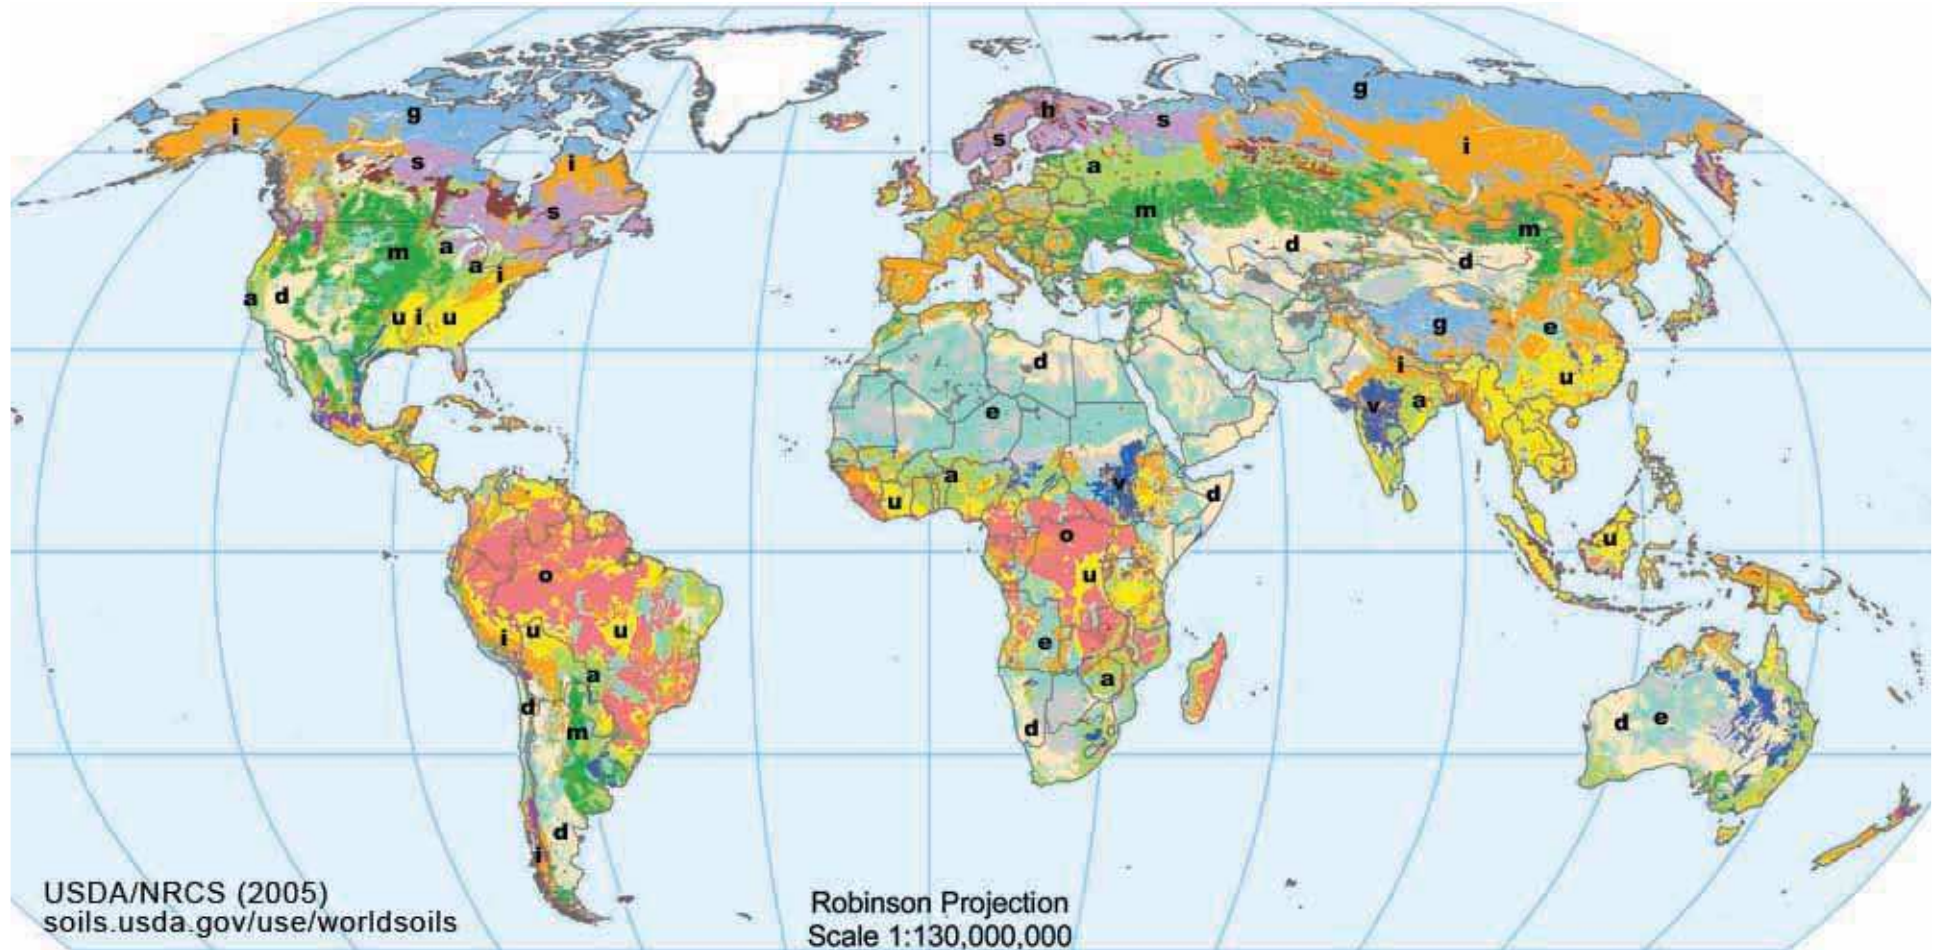 g
h
g
s
i
s
i
s
i
a
s
m
m
a
m
d
a
d
i
a
d
u
i
u
g
e
d
i
u
v
a
e
a
v
d
u
o
u
o
u
i
u
u
e
a
a
d
d
e
m
d
d
i
USDA/NRCS (2005)
soils.usda.gov/use/worldsoils
Robinson Projection
Scale 1:130,000,000